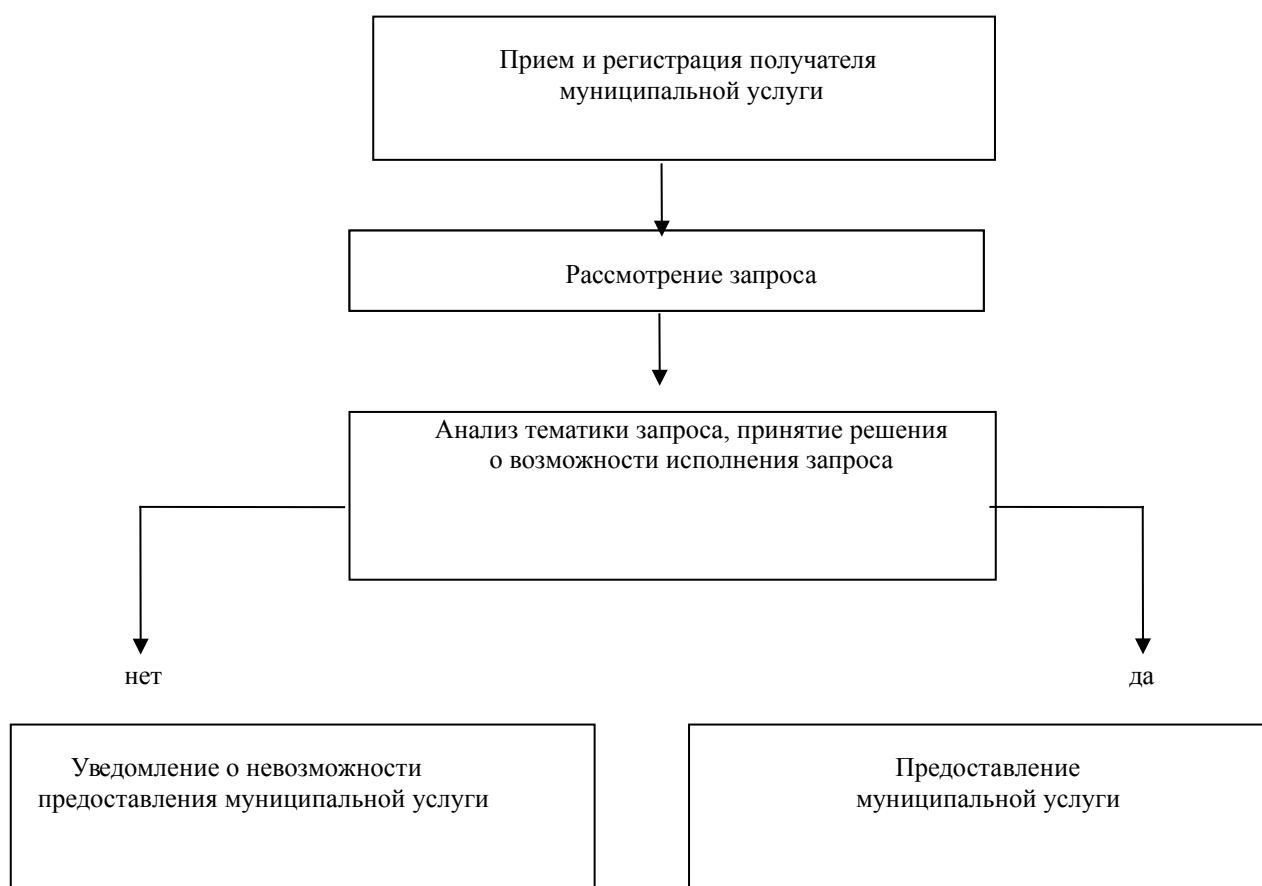 Прием и регистрация получателя
муниципальной услуги
Рассмотрение запроса
Анализ тематики запроса, принятие решения
о возможности исполнения запроса
нет
да
Уведомление о невозможности
предоставления муниципальной услуги
Предоставление
муниципальной услуги